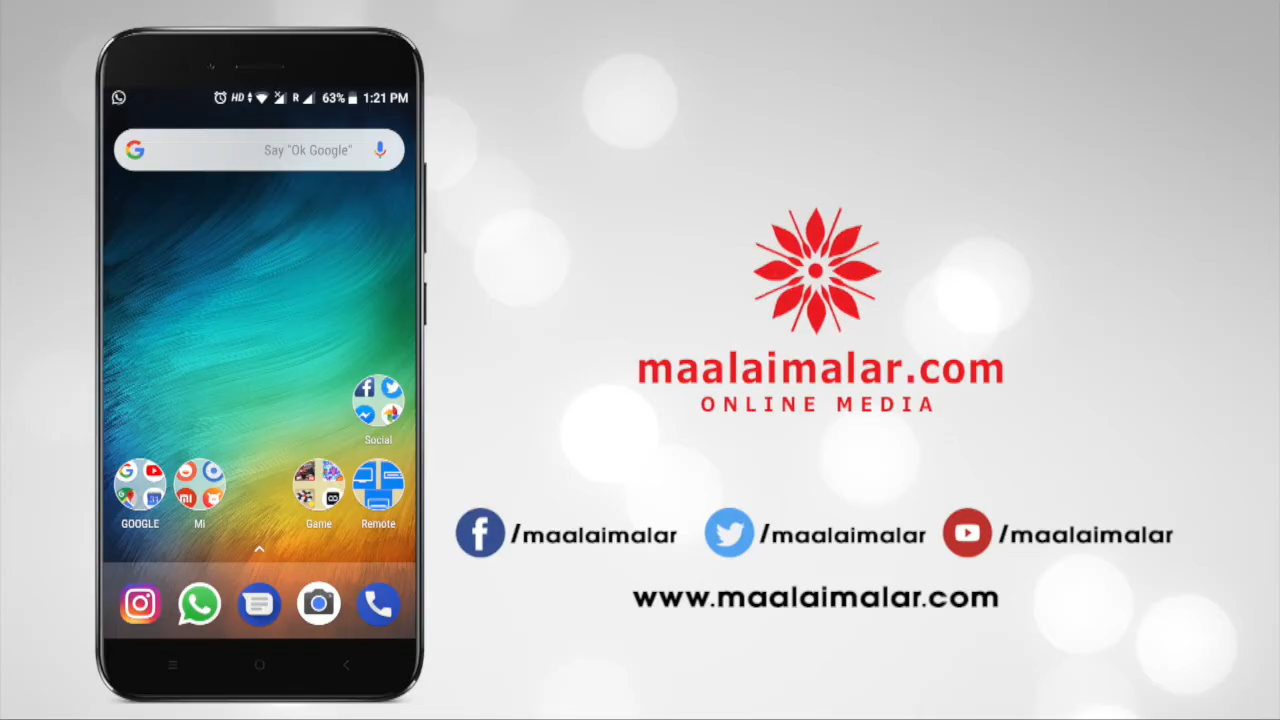 HD R 63% 1:21 PM
Say "Ok Google"
Social
GOOGLE Mi Game Remote
maalaimalar.com
ONLINE MEDIA
/maalaimalar /maalaimalar /maalaimalar
www.maalaimalar.com